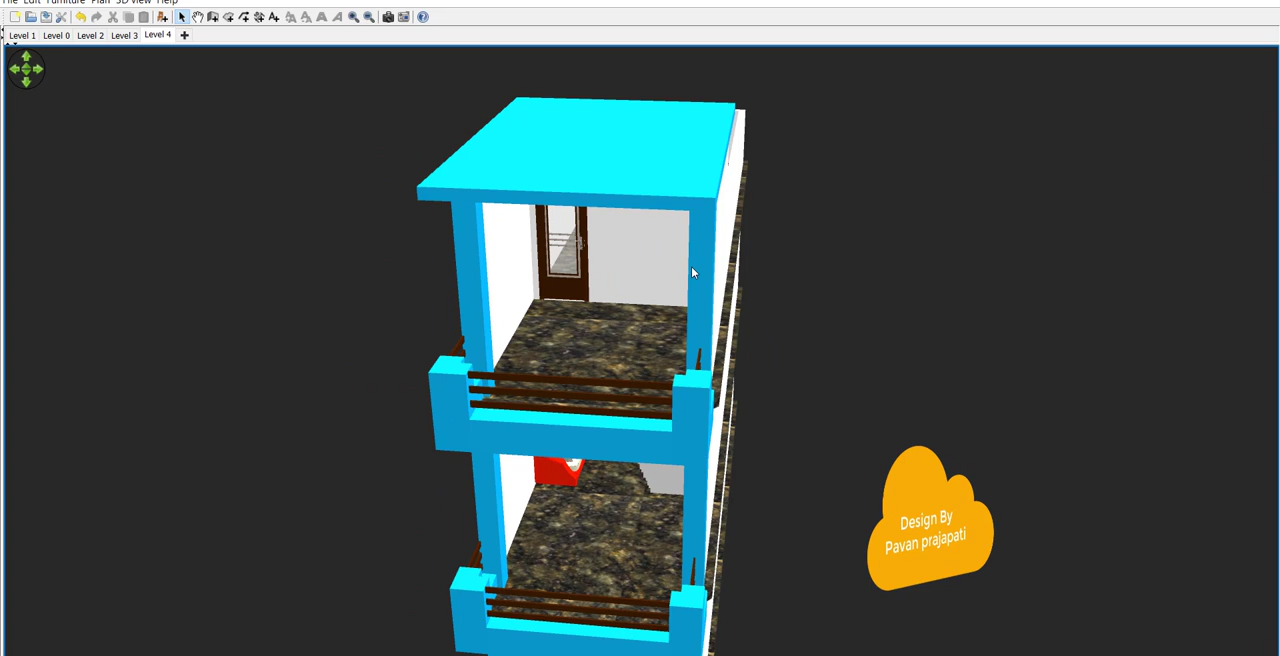 File Edit Furniture Plan 3D view Help
Level 1 Level 0 Level 2 Level 3 Level 4
Design By
Pavan prajapati